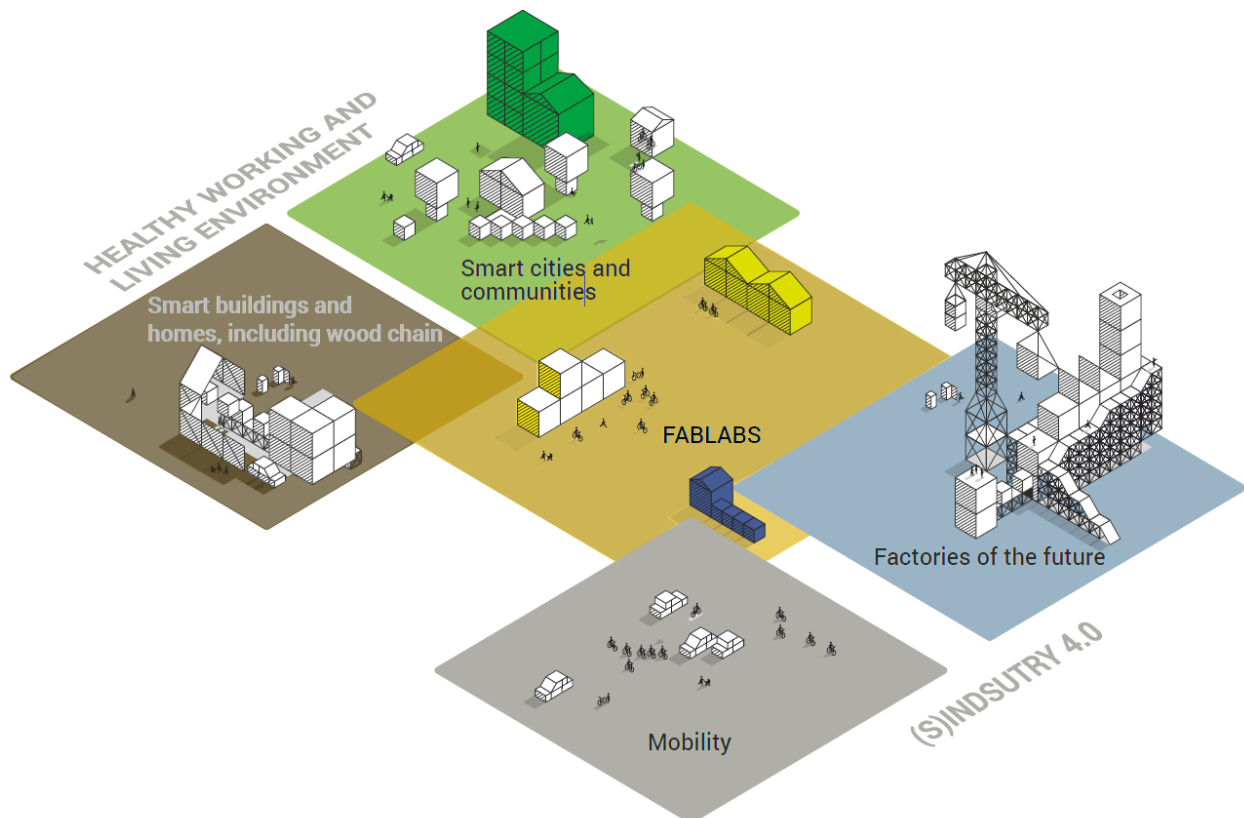 HEALTHY WORKING AND
LIVING ENVIRONMENT
Smart cities and
communities
Smart buildings and
homes, including wood chain
FABLABS
Factories of the future
Mobility
(S)INDSUTRY 4.0